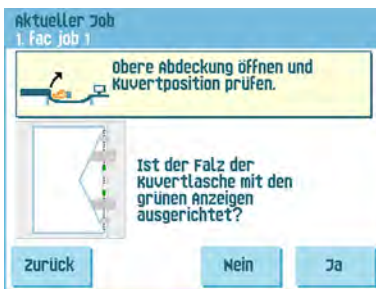 Aktueller Job
1. Fac job 1
Obere Abdeckung öffnen und
Kuvertposition prüfen.
Ist der Falz der
Kuvertlasche mit den
grünen Anzeigen
ausgerichtet?
Zurück
Nein
Ja